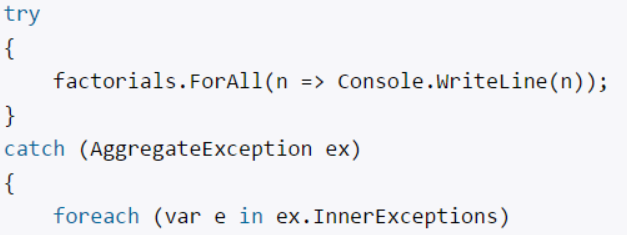 try
{
    factorials.ForAll(n => Console.WriteLine(n));
}
catch (AggregateException ex)
{
    foreach (var e in ex.InnerExceptions)